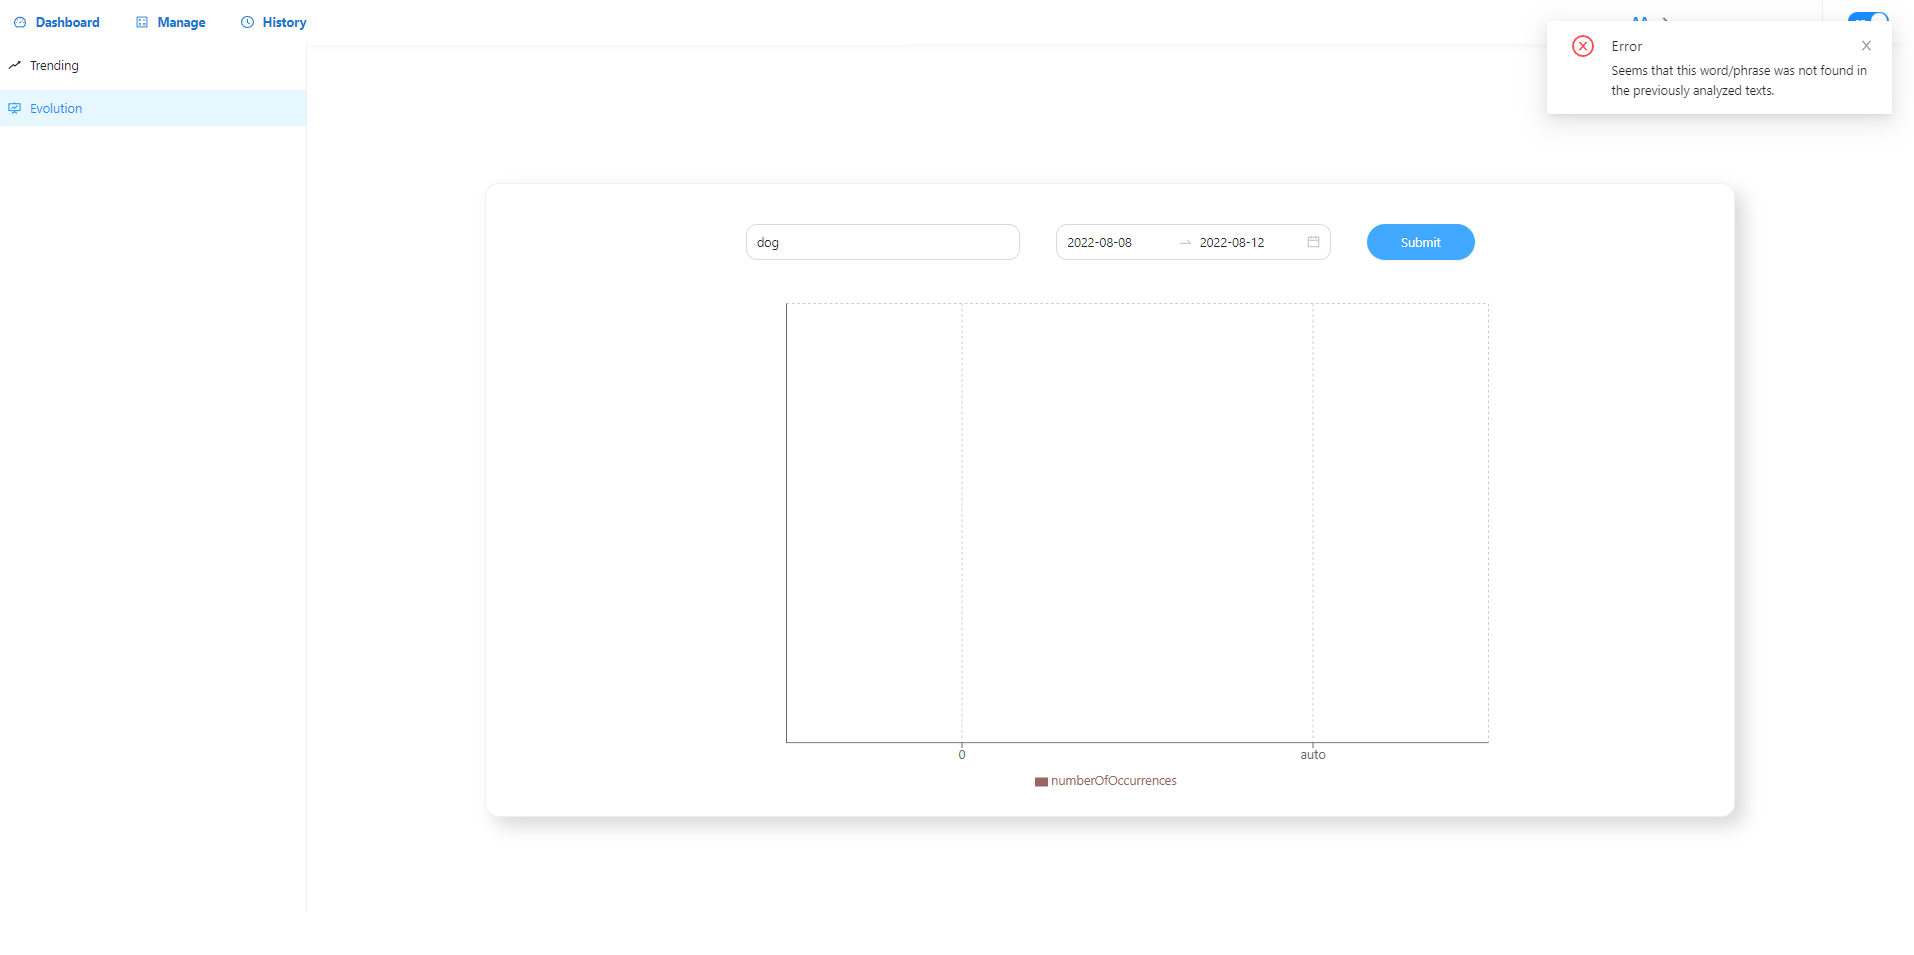 Dashboard
Manage
History
Trending
Evolution
Error
Seems that this word/phrase was not found in
the previously analyzed texts.
dog
2022-08-08
2022-08-12
Submit
0
auto
numberOfOccurrences